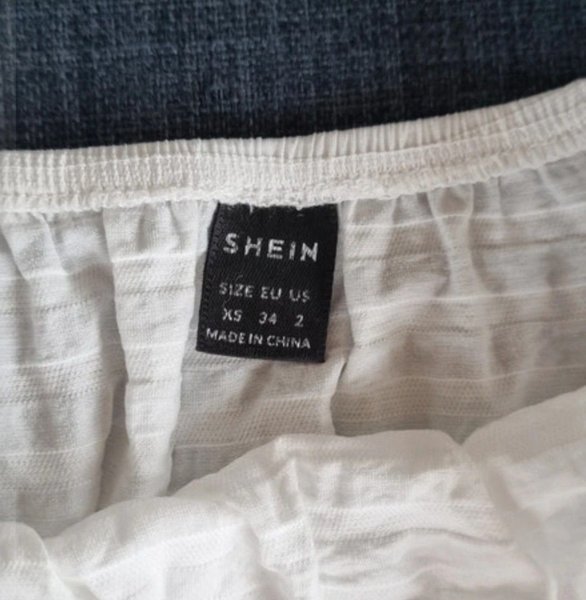 SHEIN
SIZE EU US
XS 34 2
MADE IN CHINA